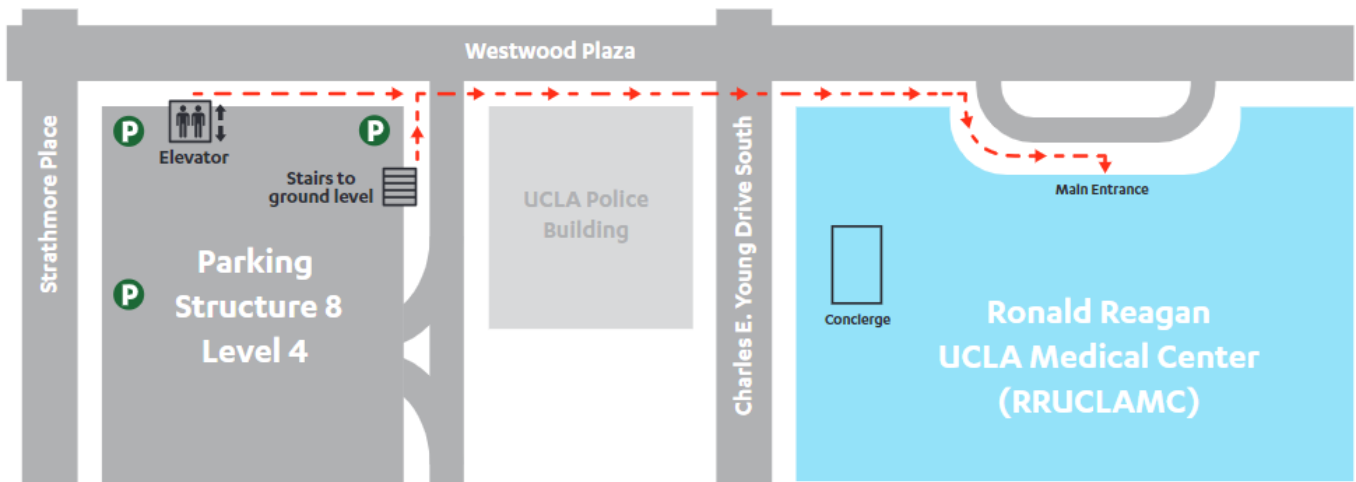 Westwood Plaza
Strathmore Place
P
Elevator
P
Stairs to
ground level
P
Parking
Structure 8
Level 4
UCLA Police
Building
Charles E. Young Drive South
Main Entrance
Concierge
Ronald Reagan
UCLA Medical Center
(RRUCLAMC)